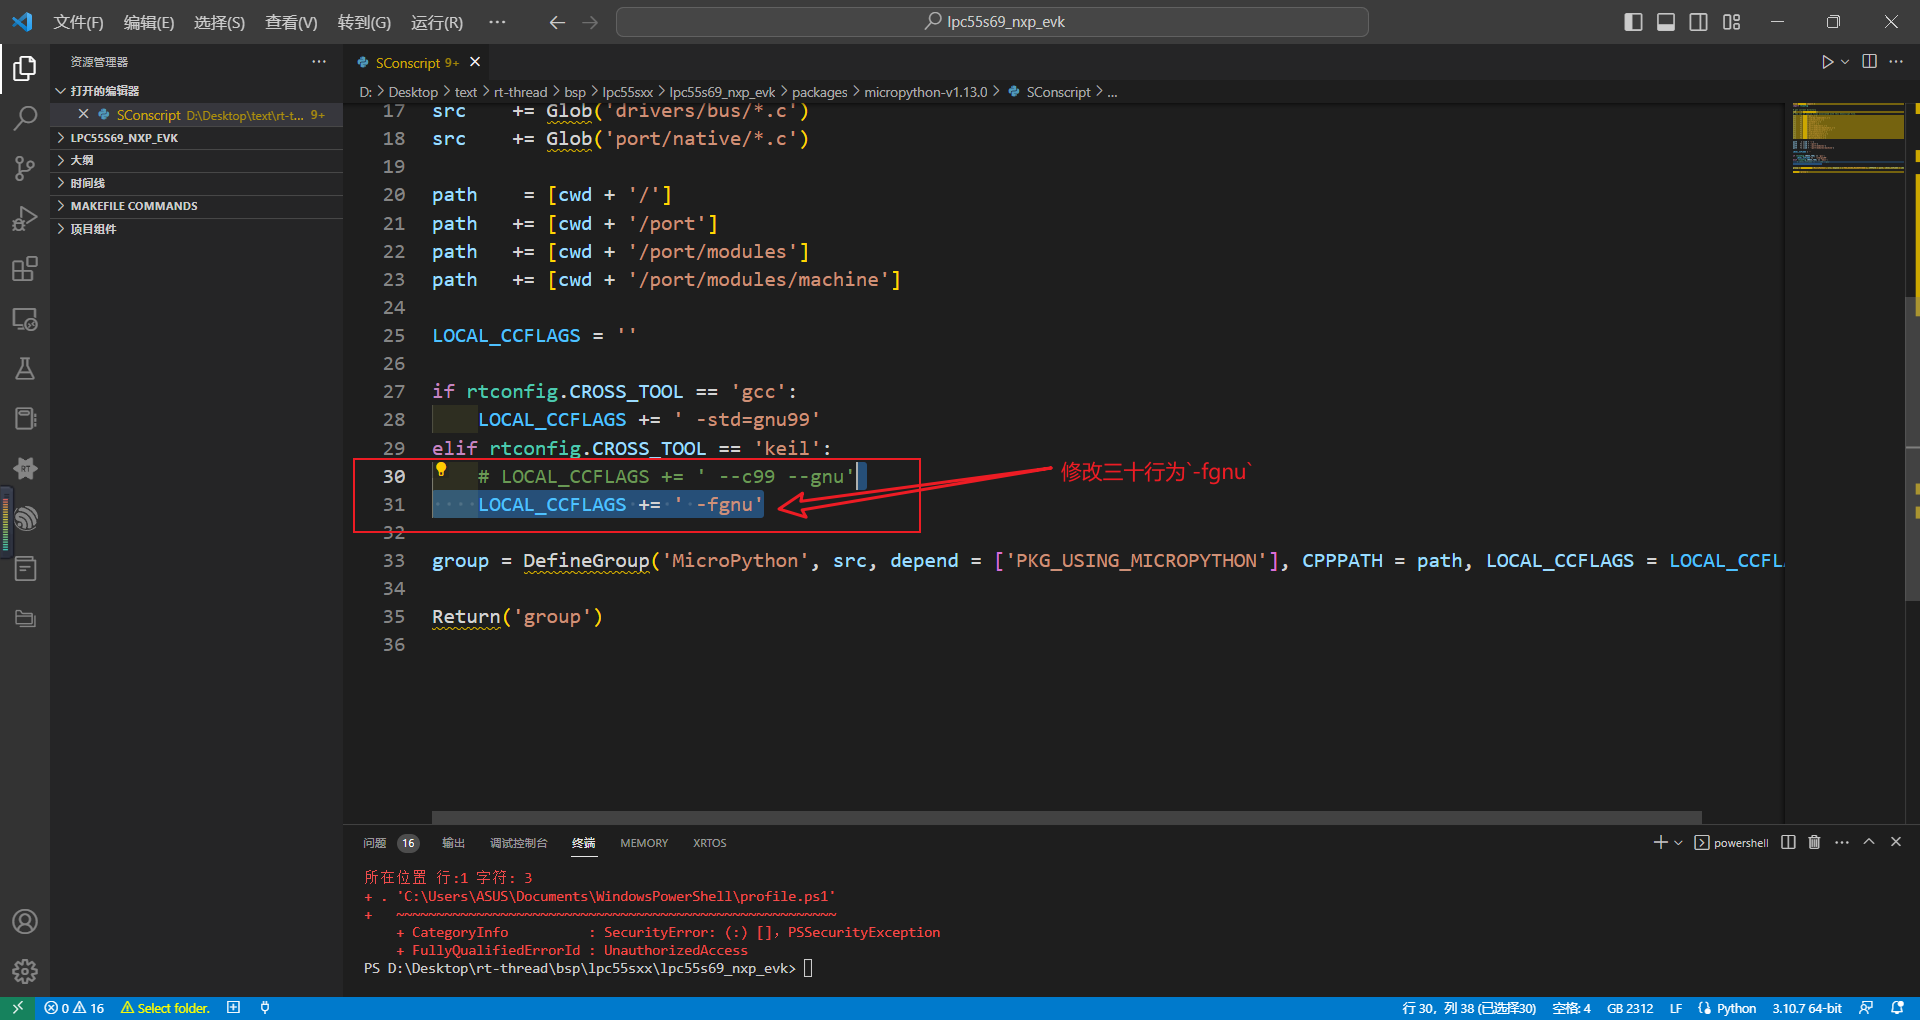 文件(F) 编辑(E) 选择(S) 查看(V) 转到(G) 运行(R) ··· lpc55s69_nxp_evk
资源管理器 ···
打开的编辑器
SConscript D:\Desktop\text\rt-t... 9+
LPC55S69_NXP_EVK
大纲
时间线
MAKEFILE COMMANDS
项目组件
SConscript 9+
D: > Desktop > text > rt-thread > bsp > lpc55sxx > lpc55s69_nxp_evk > packages > micropython-v1.13.0 > SConscript > ...
17 src    += Glob('drivers/bus/*.c')
18 src    += Glob('port/native/*.c')
19
20 path    = [cwd + '/']
21 path   += [cwd + '/port']
22 path   += [cwd + '/port/modules']
23 path   += [cwd + '/port/modules/machine']
24
25 LOCAL_CCFLAGS = ''
26
27 if rtconfig.CROSS_TOOL == 'gcc':
28     LOCAL_CCFLAGS += ' -std=gnu99'
29 elif rtconfig.CROSS_TOOL == 'keil':
30     # LOCAL_CCFLAGS += ' --c99 --gnu'
31     LOCAL_CCFLAGS += ' -fgnu'
修改三十行为`-fgnu`
32
33 group = DefineGroup('MicroPython', src, depend = ['PKG_USING_MICROPYTHON'], CPPPATH = path, LOCAL_CCFLAGS = LOCAL_CCFL
34
35 Return('group')
36
问题 16 输出 调试控制台 终端 MEMORY XRTOS powershell
所在位置 行:1 字符: 3
+ . 'C:\Users\ASUS\Documents\WindowsPowerShell\profile.ps1'
+   ~~~~~~~~~~~~~~~~~~~~~~~~~~~~~~~~~~~~~~~~~~~~~~~~~~~~~~~
    + CategoryInfo          : SecurityError: (:) [], PSSecurityException
    + FullyQualifiedErrorId : UnauthorizedAccess
PS D:\Desktop\rt-thread\bsp\lpc55sxx\lpc55s69_nxp_evk>
0 16 Select folder. 行 30, 列 38 (已选择30) 空格: 4 GB 2312 LF Python 3.10.7 64-bit